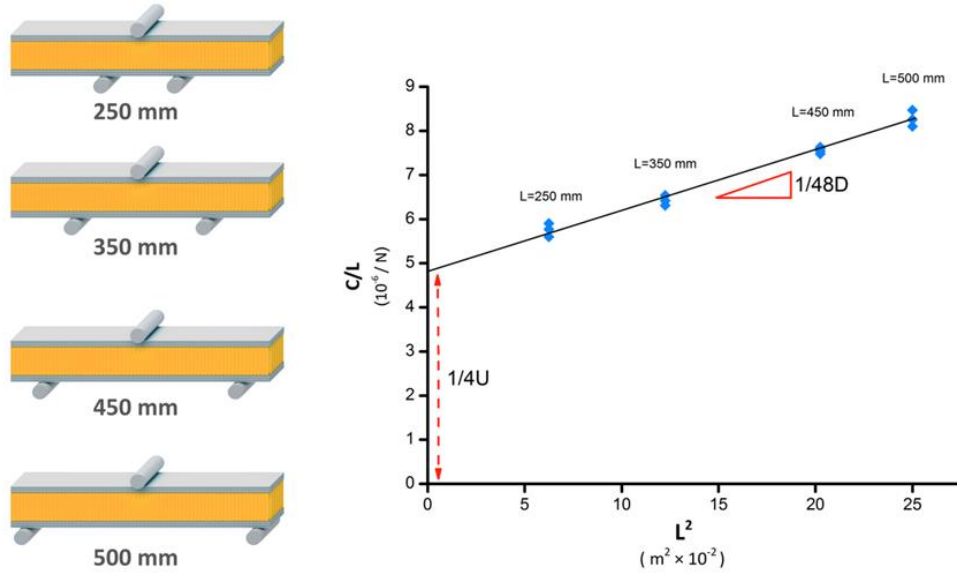 250 mm
350 mm
450 mm
500 mm
C/L
(10⁻⁶ / N)
9
8
7
6
5
4
3
2
1
0
L=250 mm
L=350 mm
L=450 mm
L=500 mm
1/48D
1/4U
0 5 10 15 20 25
L²
( m² × 10⁻² )